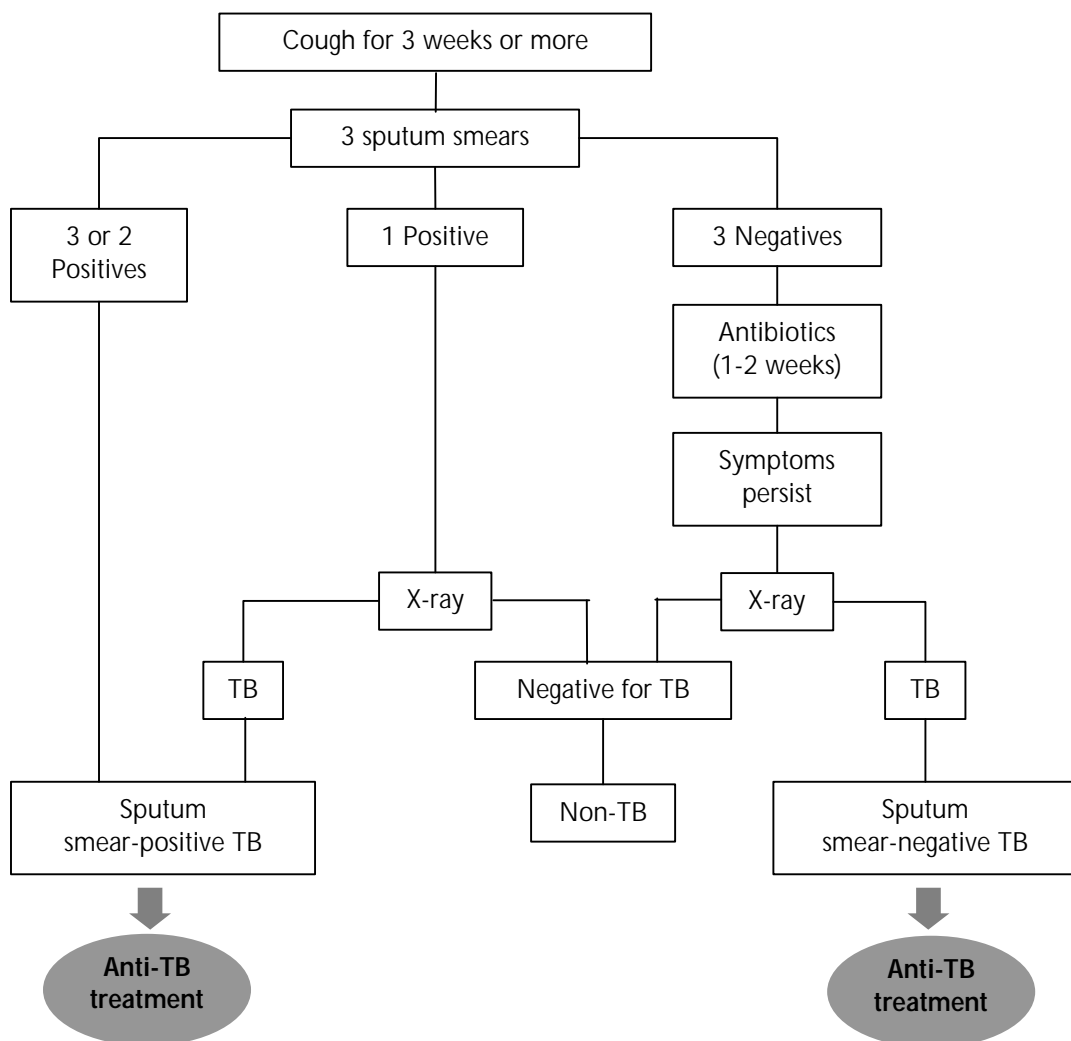 Cough for 3 weeks or more
3 sputum smears
3 or 2
Positives
1 Positive
3 Negatives
Antibiotics
(1-2 weeks)
Symptoms
persist
X-ray
X-ray
TB
Negative for TB
TB
Sputum
smear-positive TB
Non-TB
Sputum
smear-negative TB
Anti-TB
treatment
Anti-TB
treatment